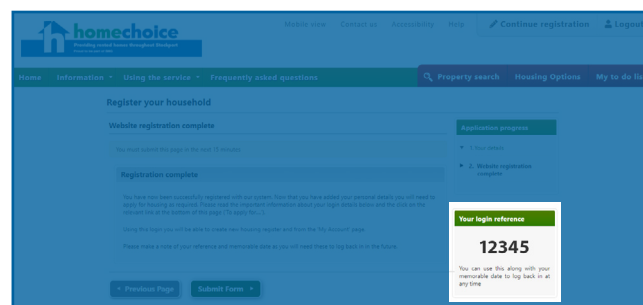 homechoice
Providing rented homes throughout Stockport
Mobile view Contact us Accessibility Help Continue registration Logout
Home Information Using the service Frequently asked questions Property search Housing Options My to do lis
Register your household
Website registration complete
You must submit this page in the next 15 minutes
Registration complete
You have now been successfully registered with our system. Now that you have added your personal details you will need to
apply for housing as required. Please read the important information about your login details below and the click on the
relevant link at the bottom of this page (To apply for...)
Using this login you will be able to create new housing register and from the 'My Account' page.
Please make a note of your reference and memorable date as you will need these to log back in in the future.
Previous Page Submit Form
Application progress
1. Your details
2. Website registration
complete
Your login reference
12345
You can use this along with your
memorable date to log back in at
any time